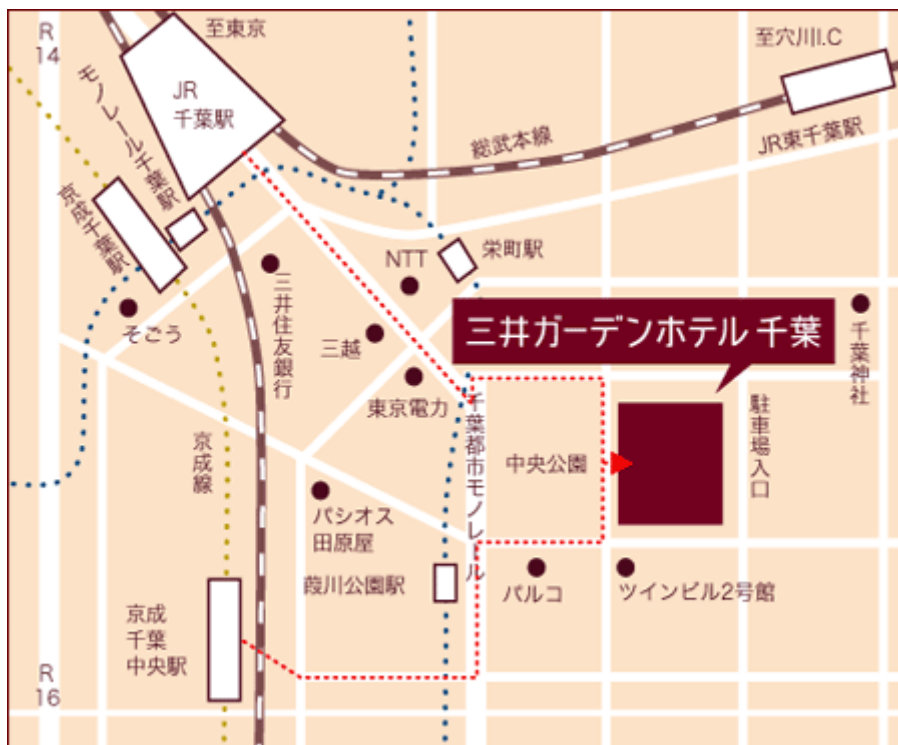 R
14
至東京
至穴川I.C
JR
千葉駅
モノレール千葉駅
総武本線
JR東千葉駅
京成千葉駅
栄町駅
NTT
三井住友銀行
そごう
三越
三井ガーデンホテル 千葉
千葉神社
東京電力
千葉都市モノレール
駐車場入口
京成線
中央公園
パシオス
田原屋
葭川公園駅
パルコ
ツインビル2号館
京成
千葉
中央駅
R
16